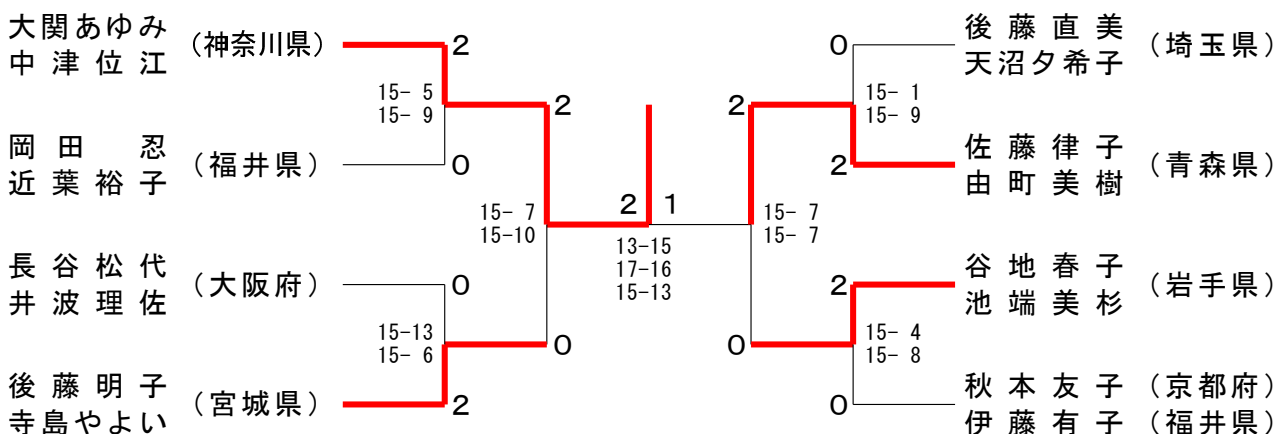 大関あゆみ
中津位江
（神奈川県）
2
15- 5
15- 9
岡田 忍
近葉裕子
（福井県）
0
2
15- 7
15-10
長谷松代
井波理佐
（大阪府）
0
15-13
15- 6
後藤明子
寺島やよい
（宮城県）
2
0
2 1
13-15
17-16
15-13
後藤直美
天沼夕希子
（埼玉県）
0
15- 1
15- 9
佐藤律子
由町美樹
（青森県）
2
2
15- 7
15- 7
谷地春子
池端美杉
（岩手県）
2
15- 4
15- 8
0
秋本友子（京都府）
伊藤有子（福井県）
0